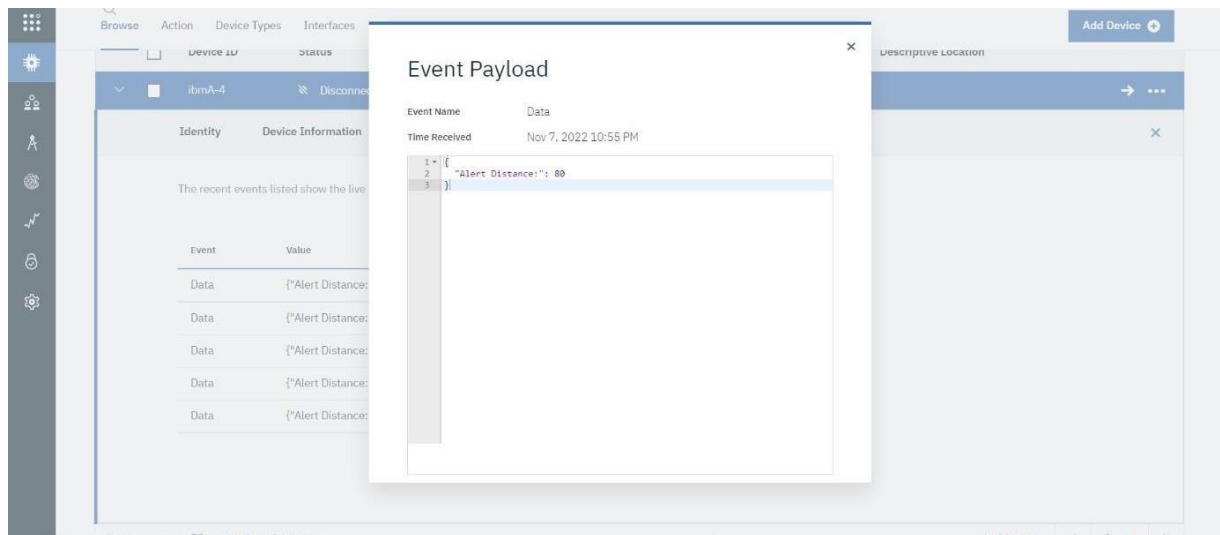 Browse Action Device Types Interfaces
Add Device
Device ID Status Descriptive Location
ibmA-4 Disconnec
Identity Device Information
The recent events listed show the live
Event Value
Data {"Alert Distance:
Data {"Alert Distance:
Data {"Alert Distance:
Data {"Alert Distance:
Data {"Alert Distance:
Event Payload
Event Name Data
Time Received Nov 7, 2022 10:55 PM
1 {
2 "Alert Distance:": 80
3 }